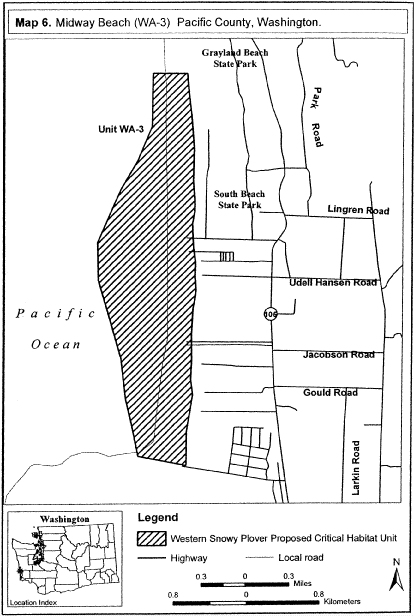 Map 6. Midway Beach (WA-3) Pacific County, Washington.
Grayland Beach
State Park
Park
Road
Unit WA-3
South Beach
State Park
Lingren Road
Udell Hansen Road
Pacific
Ocean
105
Jacobson Road
Gould Road
Larkin Road
Washington
Location Index
Legend
Western Snowy Plover Proposed Critical Habitat Unit
Highway
Local road
0.3 0 0.3
Miles
0.8 0 0.8
Kilometers
N